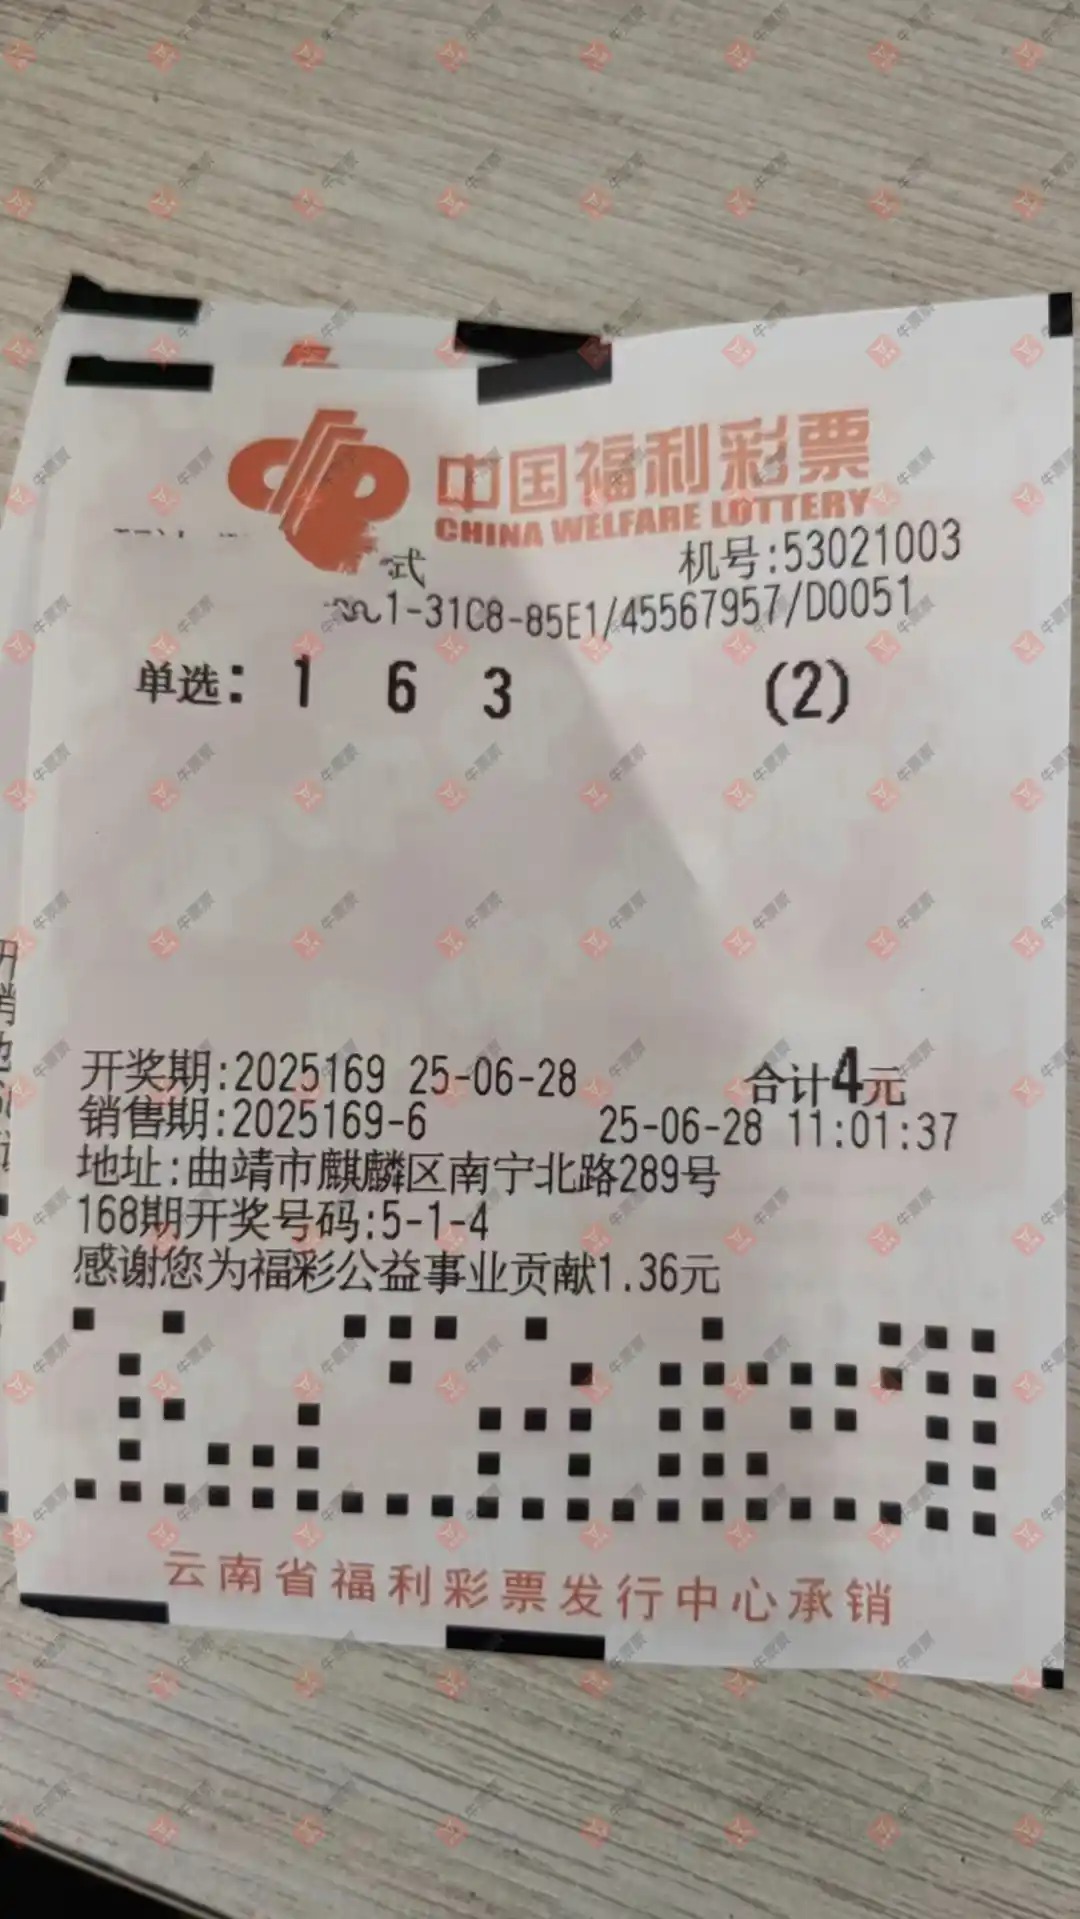 中国福利彩票
CHINA WELFARE LOTTERY
式
机号:53021003
1-31C8-85E1/45567957/D0051
单选: 1 6 3 (2)
开奖期:2025169 25-06-28 合计4元
销售期:2025169-6 25-06-28 11:01:37
地址:曲靖市麒麟区南宁北路289号
168期开奖号码:5-1-4
感谢您为福彩公益事业贡献1.36元
云南省福利彩票发行中心承销
牛票票